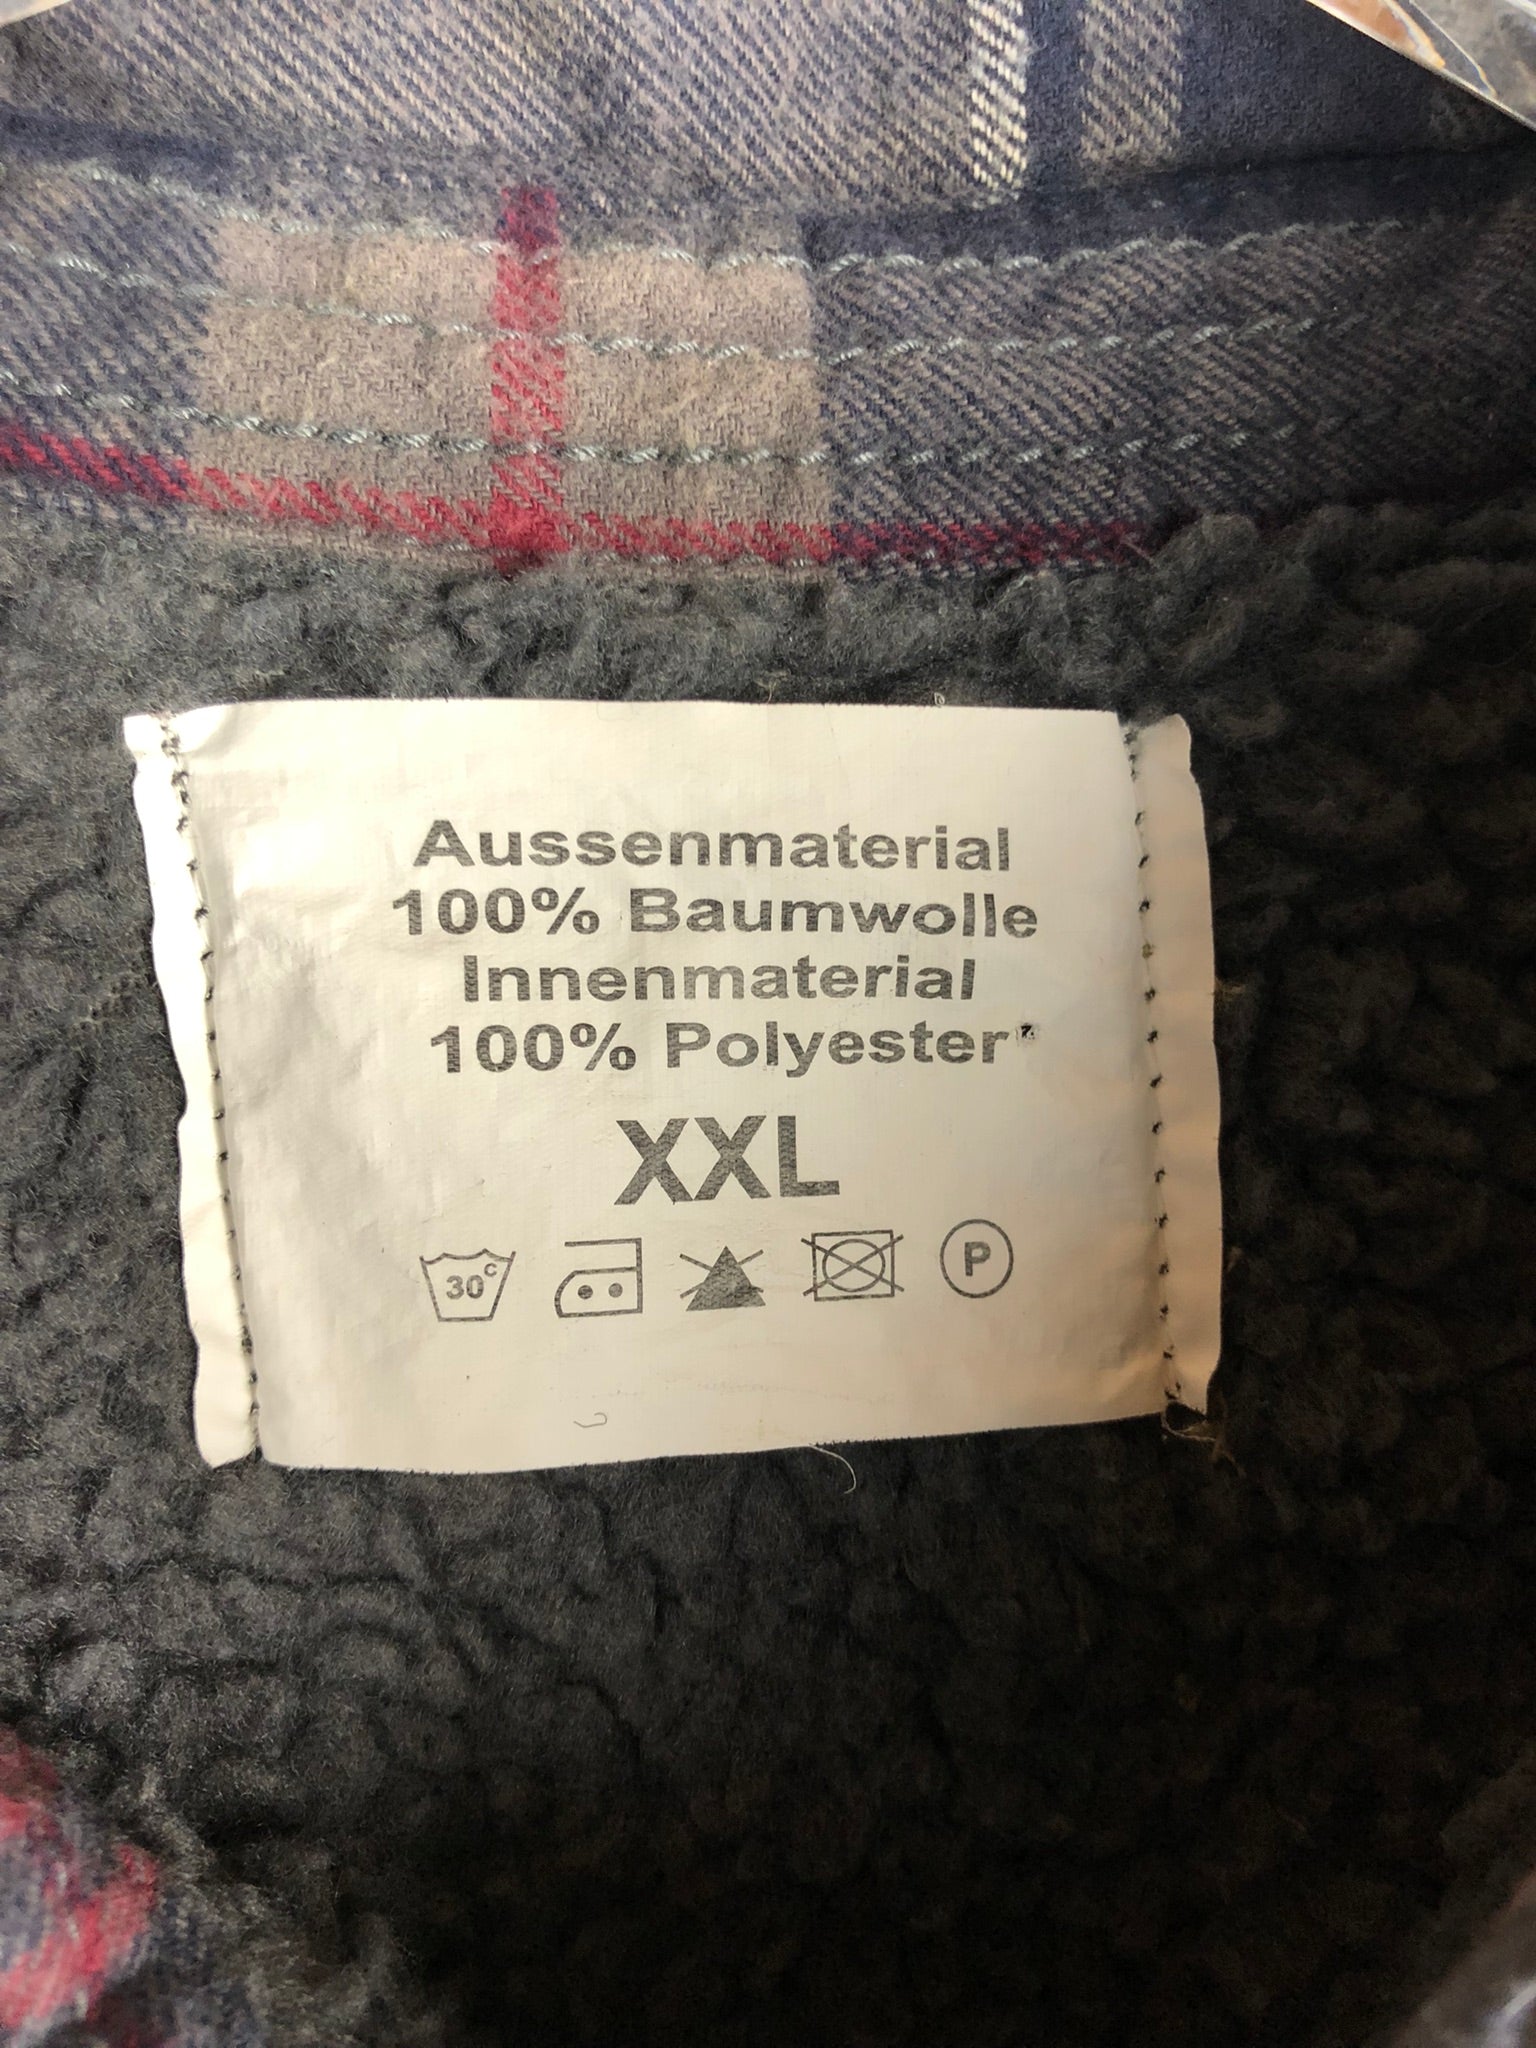 Aussenmaterial
100% Baumwolle
Innenmaterial
100% Polyester
XXL
30°C P